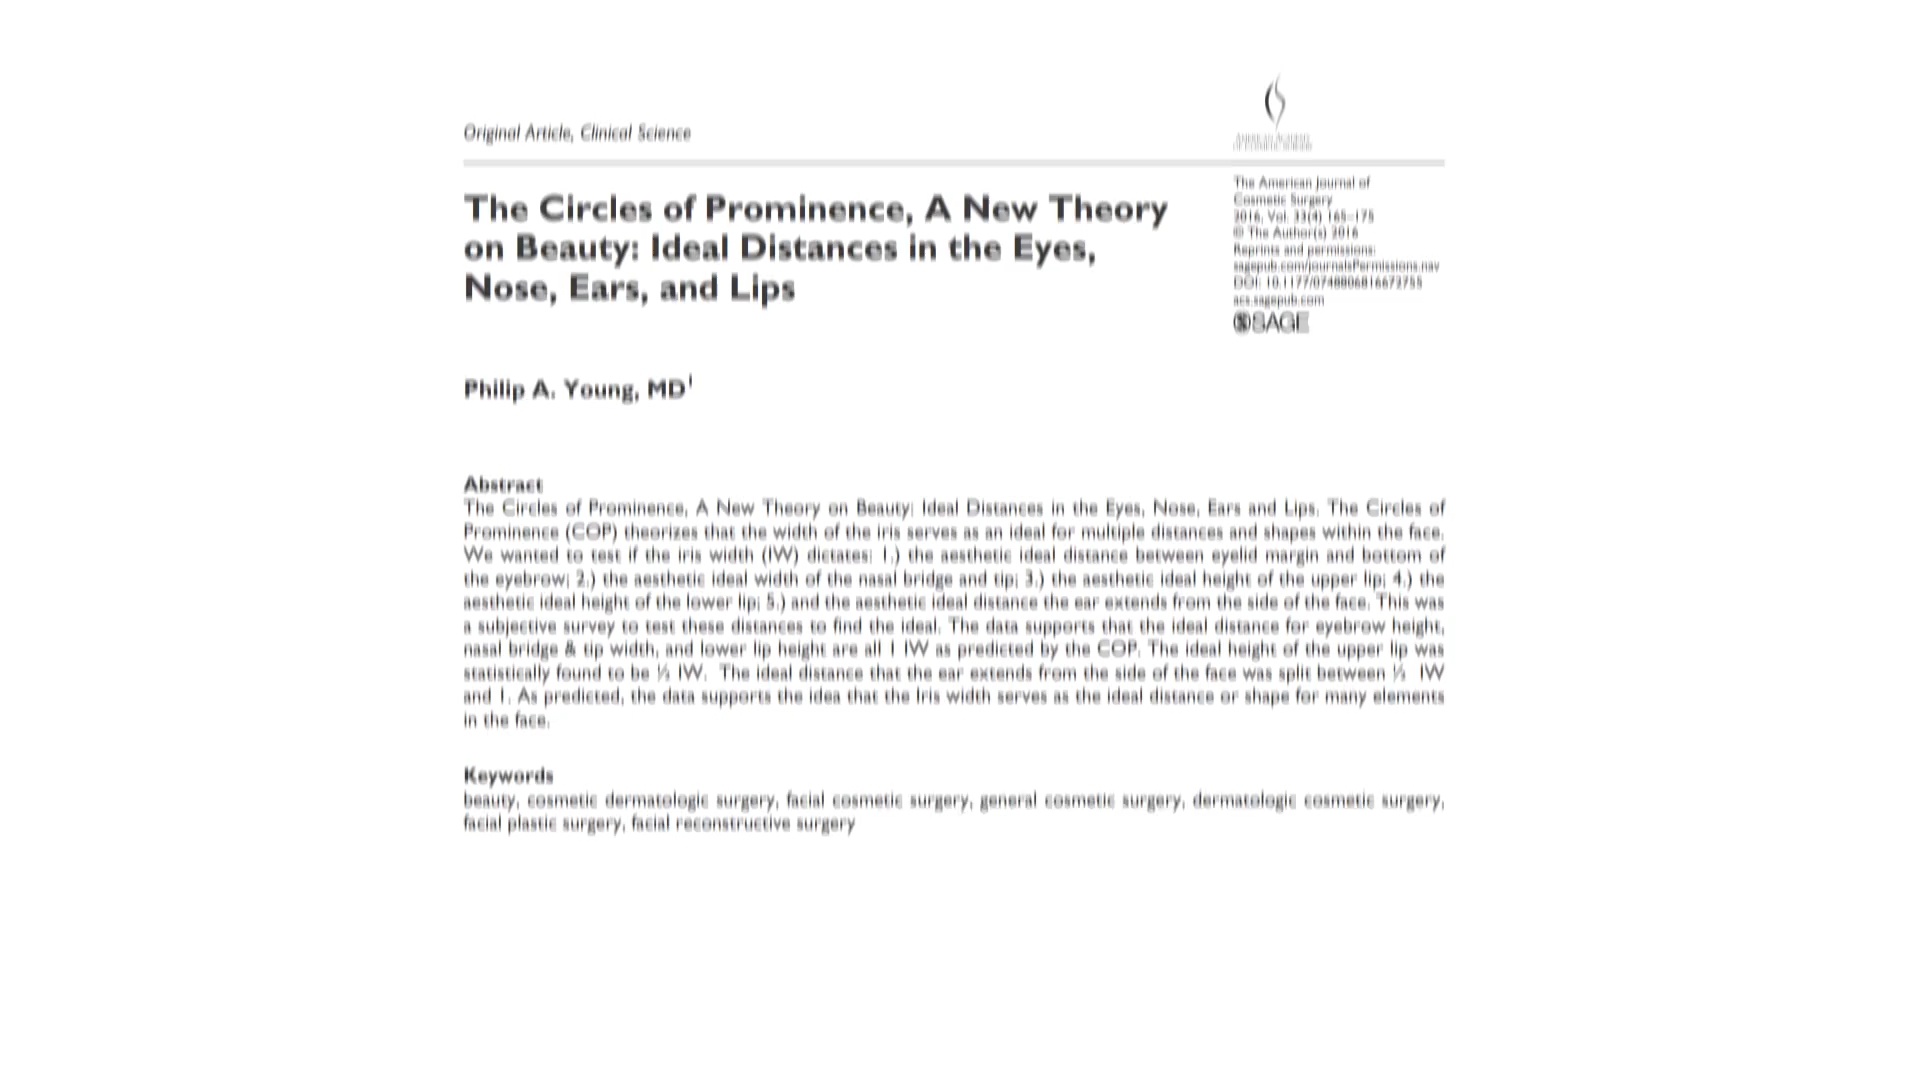 Original Article, Clinical Science
The Circles of Prominence, A New Theory
on Beauty: Ideal Distances in the Eyes,
Nose, Ears, and Lips
The American Journal of
Cosmetic Surgery
2016, Vol. 33(4) 165–175
© The Author(s) 2016
Reprints and permissions:
sagepub.com/journalsPermissions.nav
DOI: 10.1177/0748806816672755
acs.sagepub.com
SAGE
Philip A. Young, MD¹
Abstract
The Circles of Prominence, A New Theory on Beauty: Ideal Distances in the Eyes, Nose, Ears and Lips. The Circles of
Prominence (COP) theorizes that the width of the iris serves as an ideal for multiple distances and shapes within the face.
We wanted to test if the iris width (IW) dictates: 1.) the aesthetic ideal distance between eyelid margin and bottom of
the eyebrow; 2.) the aesthetic ideal width of the nasal bridge and tip; 3.) the aesthetic ideal height of the upper lip; 4.) the
aesthetic ideal height of the lower lip; 5.) and the aesthetic ideal distance the ear extends from the side of the face. This was
a subjective survey to test these distances to find the ideal. The data supports that the ideal distance for eyebrow height,
nasal bridge & tip width, and lower lip height are all 1 IW as predicted by the COP. The ideal height of the upper lip was
statistically found to be ½ IW. The ideal distance that the ear extends from the side of the face was split between ½ IW
and 1. As predicted, the data supports the idea that the Iris width serves as the ideal distance or shape for many elements
in the face.
Keywords
beauty, cosmetic dermatologic surgery, facial cosmetic surgery, general cosmetic surgery, dermatologic cosmetic surgery,
facial plastic surgery, facial reconstructive surgery